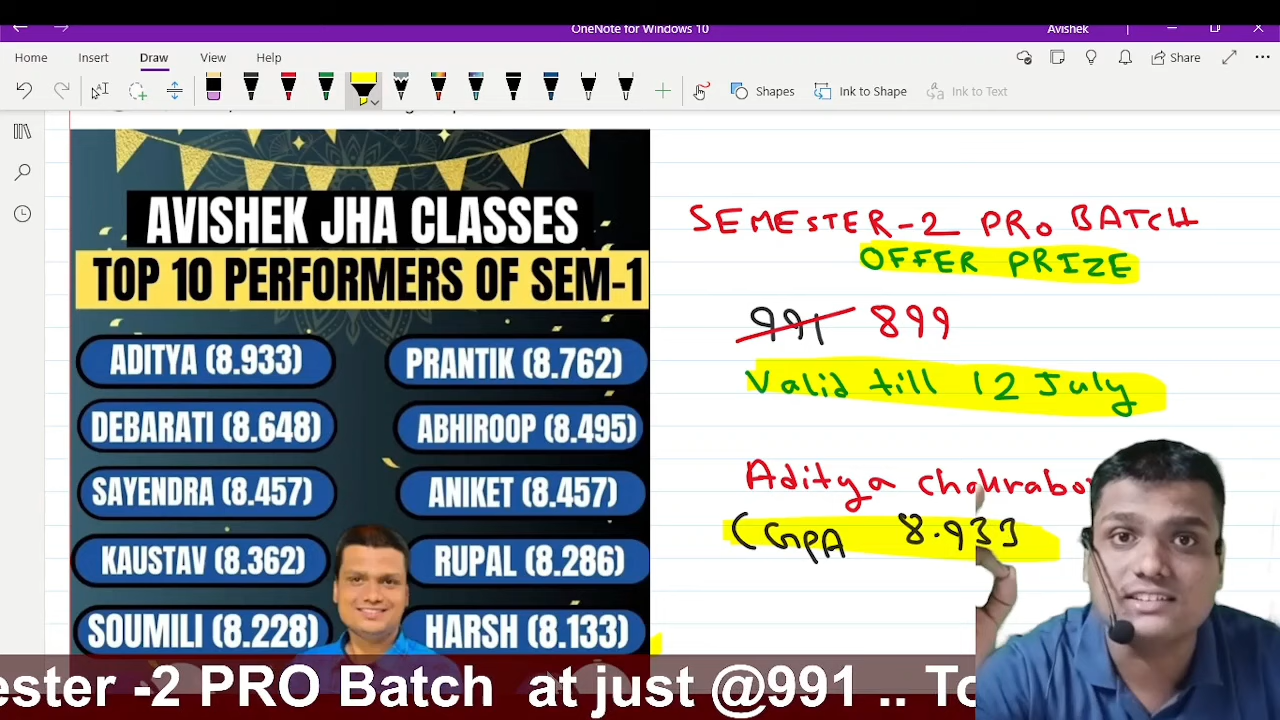 OneNote for Windows 10
Avishek
Home Insert Draw View Help
Share
Shapes
Ink to Shape
Ink to Text
AVISHEK JHA CLASSES
TOP 10 PERFORMERS OF SEM-1
ADITYA (8.933)
PRANTIK (8.762)
DEBARATI (8.648)
ABHIROOP (8.495)
SAYENDRA (8.457)
ANIKET (8.457)
KAUSTAV (8.362)
RUPAL (8.286)
SOUMILI (8.228)
HARSH (8.133)
SEMESTER-2 PRO BATCH
OFFER PRIZE
991 899
Valid till 12 July
Aditya
CGPA 8.933
ester -2 PRO Batch at just @991 .. To